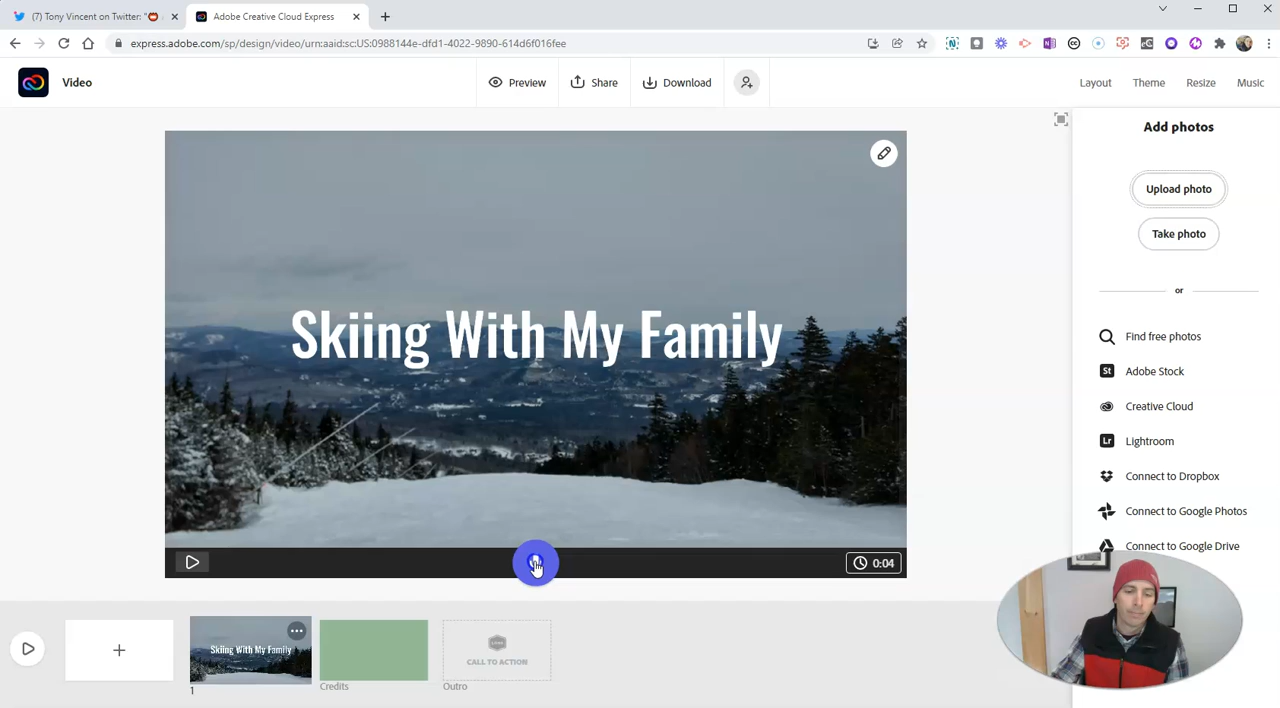 (7) Tony Vincent on Twitter: "
Adobe Creative Cloud Express
express.adobe.com/sp/design/video/urn:aaid:sc:US:0988144e-dfd1-4022-9890-614d6f016fee
Video
Preview
Share
Download
Layout
Theme
Resize
Music
Add photos
Upload photo
Take photo
or
Find free photos
St
Adobe Stock
Creative Cloud
Lr
Lightroom
Connect to Dropbox
Connect to Google Photos
Connect to Google Drive
Skiing With My Family
0:04
Skiing With My Family
1
Credits
CALL TO ACTION
Outro